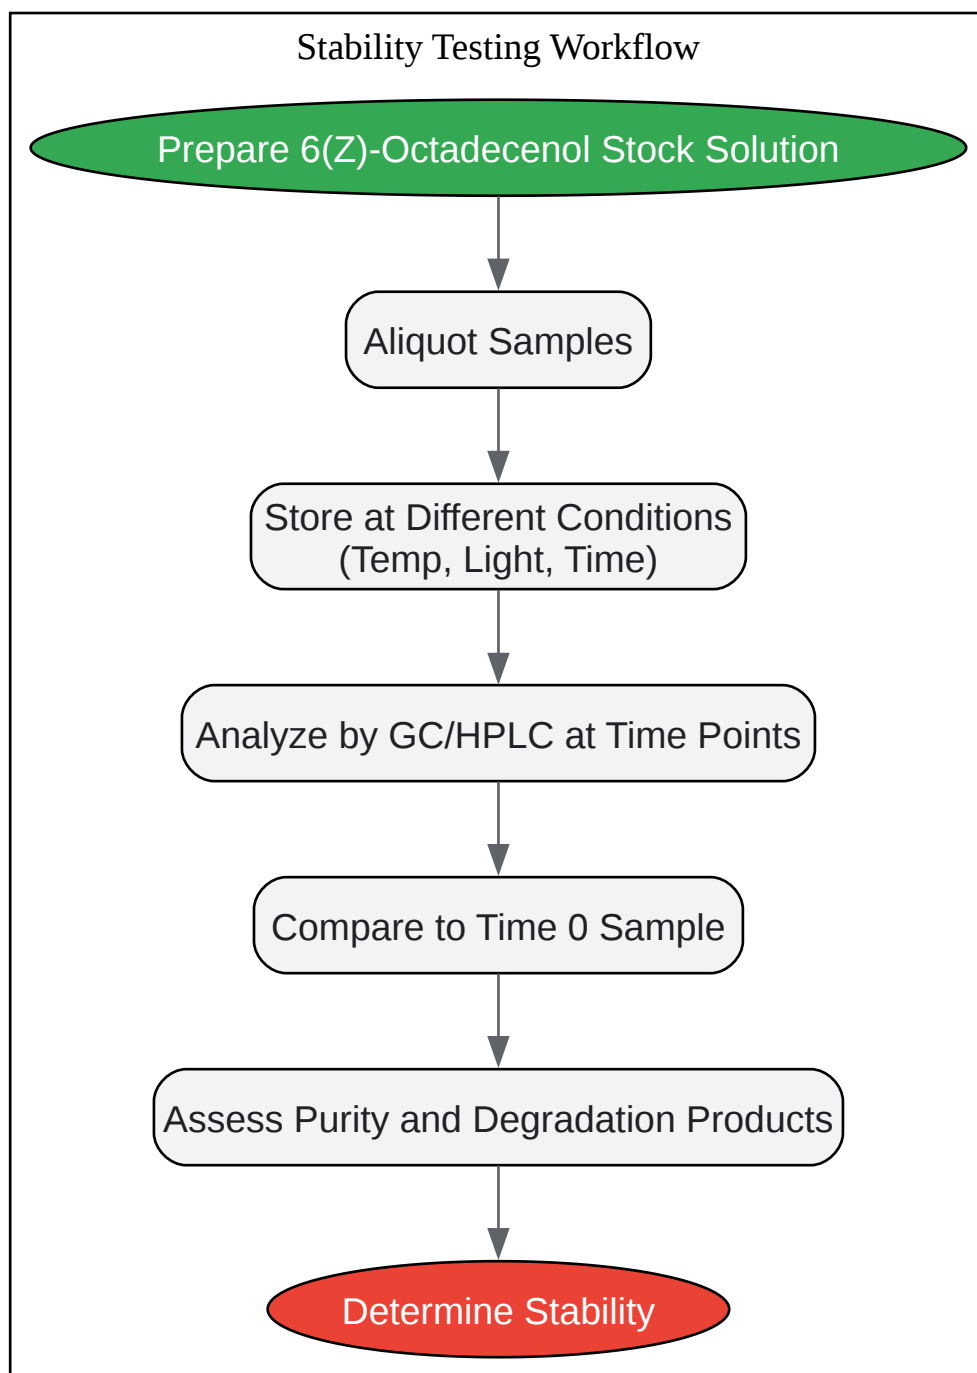 Stability Testing Workflow
Prepare 6(Z)-Octadecenol Stock Solution
Aliquot Samples
Store at Different Conditions
(Temp, Light, Time)
Analyze by GC/HPLC at Time Points
Compare to Time 0 Sample
Assess Purity and Degradation Products
Determine Stability